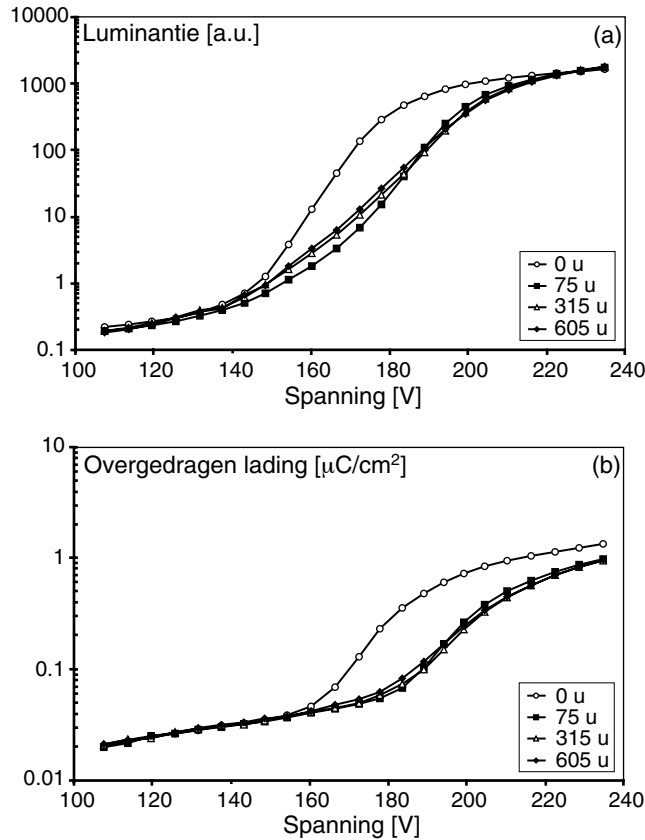 10000
Luminantie [a.u.]
(a)
1000
100
10
1
0.1
0 u
75 u
315 u
605 u
100 120 140 160 180 200 220 240
Spanning [V]
10
Overgedragen lading [μC/cm²]
(b)
1
0.1
0.01
0 u
75 u
315 u
605 u
100 120 140 160 180 200 220 240
Spanning [V]